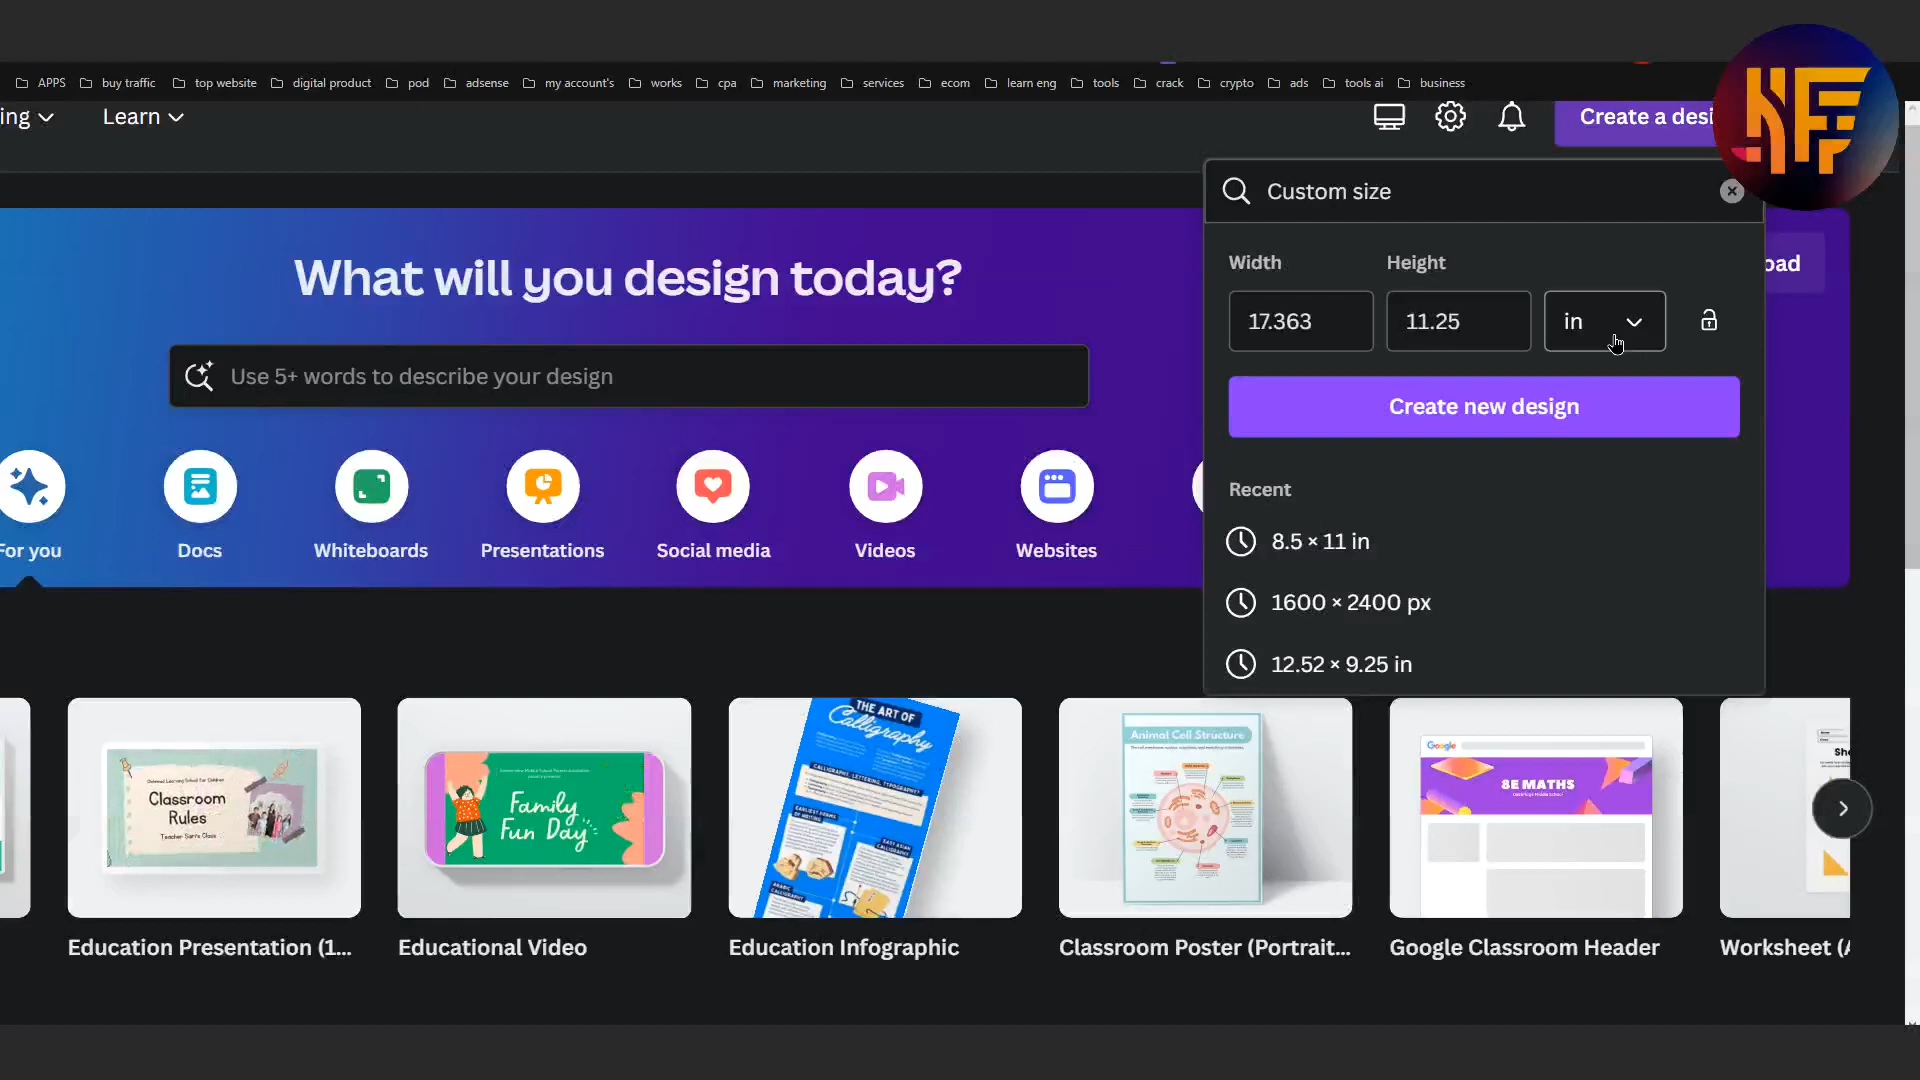 APPS buy traffic top website digital product pod adsense my account's works cpa marketing services ecom learn eng tools crack crypto ads tools ai business
ing Learn
Create a desi
Custom size
Width Height
17.363 11.25 in
Create new design
Recent
8.5 × 11 in
1600 × 2400 px
12.52 × 9.25 in
oad
What will you design today?
Use 5+ words to describe your design
For you Docs Whiteboards Presentations Social media Videos Websites
Classroom
Rules
Family
Fun Day
THE ART OF
Calligraphy
CALLIGRAPHY, LETTERING, TYPOGRAPHY?
Animal Cell Structure
Google
8E MATHS
Education Presentation (1... Educational Video Education Infographic Classroom Poster (Portrait... Google Classroom Header Worksheet (A